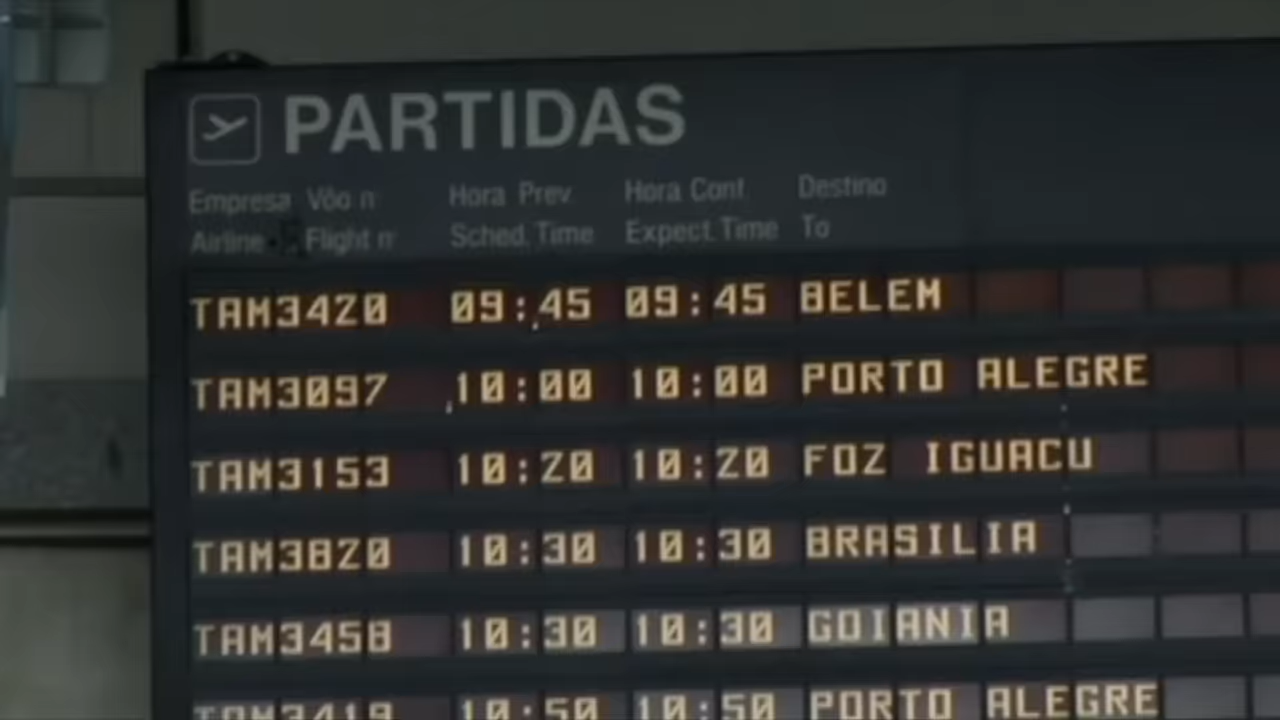 PARTIDAS
Empresa Vôo n Hora Prev. Hora Conf. Destino
Airline Flight n Sched. Time Expect. Time To
TAM3420 09:45 09:45 BELEM
TAM3097 10:00 10:00 PORTO ALEGRE
TAM3153 10:20 10:20 FOZ IGUACU
TAM3820 10:30 10:30 BRASILIA
TAM3458 10:30 10:30 GOIANIA
TAM3419 10:50 10:50 PORTO ALEGRE